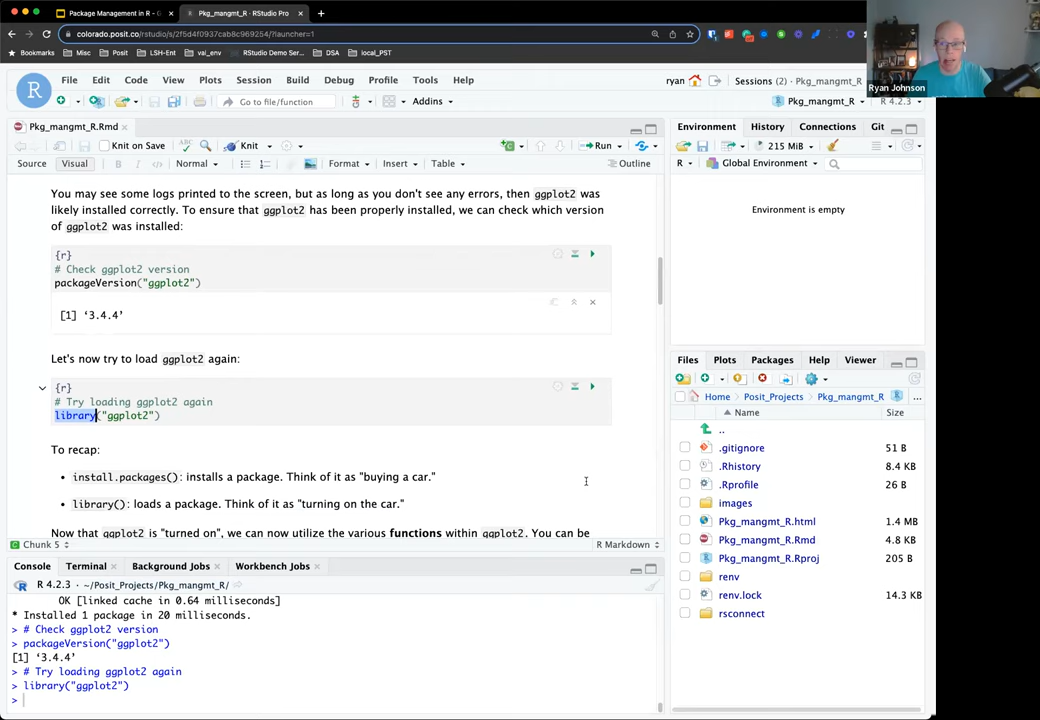 Package Management in R - G
Pkg_mangmt_R - RStudio Pro
colorado.posit.co/rstudio/s/2f5d4f0937cab8c969254/?launcher=1
Bookmarks
Misc
Posit
LSH-Ent
vai_env
RStudio Demo Ser...
DSA
local_PST
Ryan Johnson
R
File
Edit
Code
View
Plots
Session
Build
Debug
Profile
Tools
Help
ryan
Sessions (2)
Pkg_mangmt_R
Go to file/function
Addins
Pkg_mangmt_R
R 4.2.3
Pkg_mangmt_R.Rmd
Knit on Save
ABC
Knit
Run
Source
Visual
B
I
</>
Normal
Format
Insert
Table
Outline
You may see some logs printed to the screen, but as long as you don't see any errors, then ggplot2 was
likely installed correctly. To ensure that ggplot2 has been properly installed, we can check which version
of ggplot2 was installed:
{r}
# Check ggplot2 version
packageVersion("ggplot2")
[1] ‘3.4.4’
Let's now try to load ggplot2 again:
{r}
# Try loading ggplot2 again
library("ggplot2")
To recap:
• install.packages(): installs a package. Think of it as "buying a car."
• library(): loads a package. Think of it as "turning on the car."
Now that ggplot2 is "turned on", we can now utilize the various functions within ggplot2. You can be
Chunk 5
R Markdown
Console
Terminal
Background Jobs
Workbench Jobs
R 4.2.3 · ~/Posit_Projects/Pkg_mangmt_R/
OK [linked cache in 0.64 milliseconds]
* Installed 1 package in 20 milliseconds.
> # Check ggplot2 version
> packageVersion("ggplot2")
[1] ‘3.4.4’
> # Try loading ggplot2 again
> library("ggplot2")
>
Environment
History
Connections
Git
215 MiB
R
Global Environment
Environment is empty
Files
Plots
Packages
Help
Viewer
Home
Posit_Projects
Pkg_mangmt_R
...
Name
Size
..
.gitignore
51 B
.Rhistory
8.4 KB
.Rprofile
26 B
images
Pkg_mangmt_R.html
1.4 MB
Pkg_mangmt_R.Rmd
4.8 KB
Pkg_mangmt_R.Rproj
205 B
renv
renv.lock
14.3 KB
rsconnect